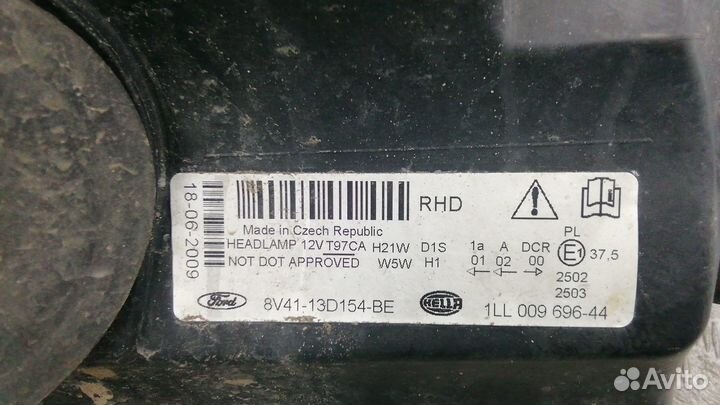 18-06-2009
RHD
Made in Czech Republic
HEADLAMP 12V T97CA H21W D1S 1a A DCR
NOT DOT APPROVED W5W H1 01 02 00
PL
E1 37,5
2502
2503
Ford 8V41-13D154-BE HELLA 1LL 009 696-44
Avito